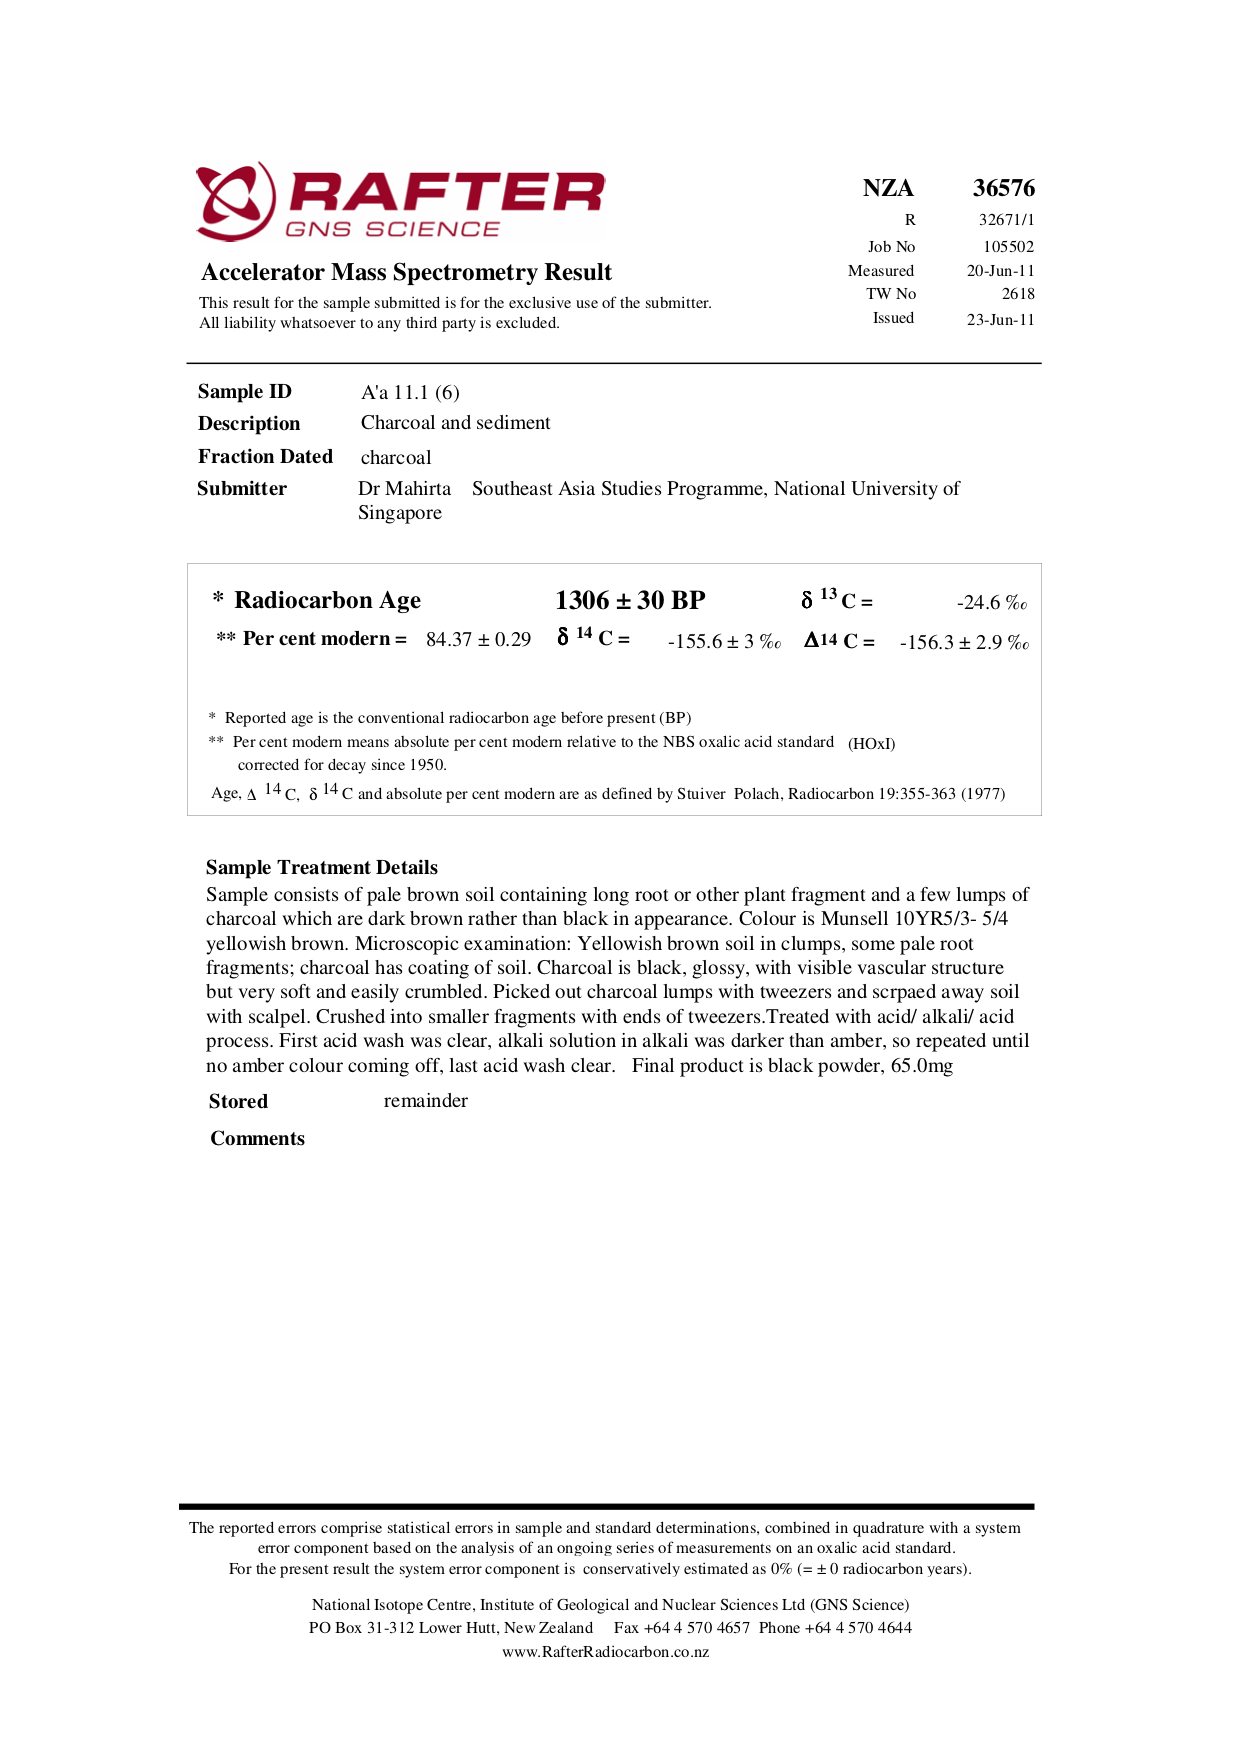 RAFTER
GNS SCIENCE
NZA 36576
R 32671/1
Job No 105502
Measured 20-Jun-11
TW No 2618
Issued 23-Jun-11
Accelerator Mass Spectrometry Result
This result for the sample submitted is for the exclusive use of the submitter.
All liability whatsoever to any third party is excluded.
Sample ID A'a 11.1 (6)
Description Charcoal and sediment
Fraction Dated charcoal
Submitter Dr Mahirta Southeast Asia Studies Programme, National University of
Singapore
* Radiocarbon Age 1306 ± 30 BP δ 13 C = -24.6 ‰
** Per cent modern = 84.37 ± 0.29 δ 14 C = -155.6 ± 3 ‰ Δ14 C = -156.3 ± 2.9 ‰
* Reported age is the conventional radiocarbon age before present (BP)
** Per cent modern means absolute per cent modern relative to the NBS oxalic acid standard (HOxI)
corrected for decay since 1950.
Age, Δ 14 C, δ 14 C and absolute per cent modern are as defined by Stuiver Polach, Radiocarbon 19:355-363 (1977)
Sample Treatment Details
Sample consists of pale brown soil containing long root or other plant fragment and a few lumps of
charcoal which are dark brown rather than black in appearance. Colour is Munsell 10YR5/3- 5/4
yellowish brown. Microscopic examination: Yellowish brown soil in clumps, some pale root
fragments; charcoal has coating of soil. Charcoal is black, glossy, with visible vascular structure
but very soft and easily crumbled. Picked out charcoal lumps with tweezers and scrpaed away soil
with scalpel. Crushed into smaller fragments with ends of tweezers.Treated with acid/ alkali/ acid
process. First acid wash was clear, alkali solution in alkali was darker than amber, so repeated until
no amber colour coming off, last acid wash clear. Final product is black powder, 65.0mg
Stored remainder
Comments
The reported errors comprise statistical errors in sample and standard determinations, combined in quadrature with a system
error component based on the analysis of an ongoing series of measurements on an oxalic acid standard.
For the present result the system error component is conservatively estimated as 0% (= ± 0 radiocarbon years).
National Isotope Centre, Institute of Geological and Nuclear Sciences Ltd (GNS Science)
PO Box 31-312 Lower Hutt, New Zealand Fax +64 4 570 4657 Phone +64 4 570 4644
www.RafterRadiocarbon.co.nz